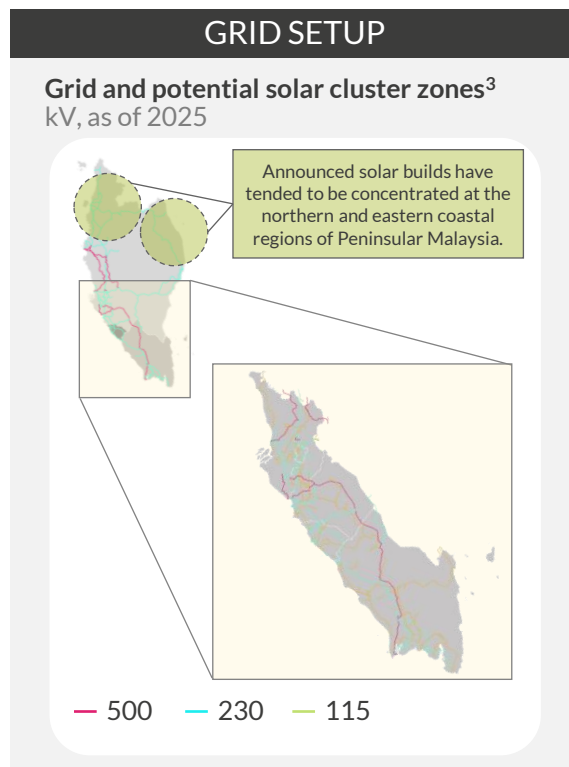 GRID SETUP
Grid and potential solar cluster zones³
kV, as of 2025
Announced solar builds have
tended to be concentrated at the
northern and eastern coastal
regions of Peninsular Malaysia.
500 230 115